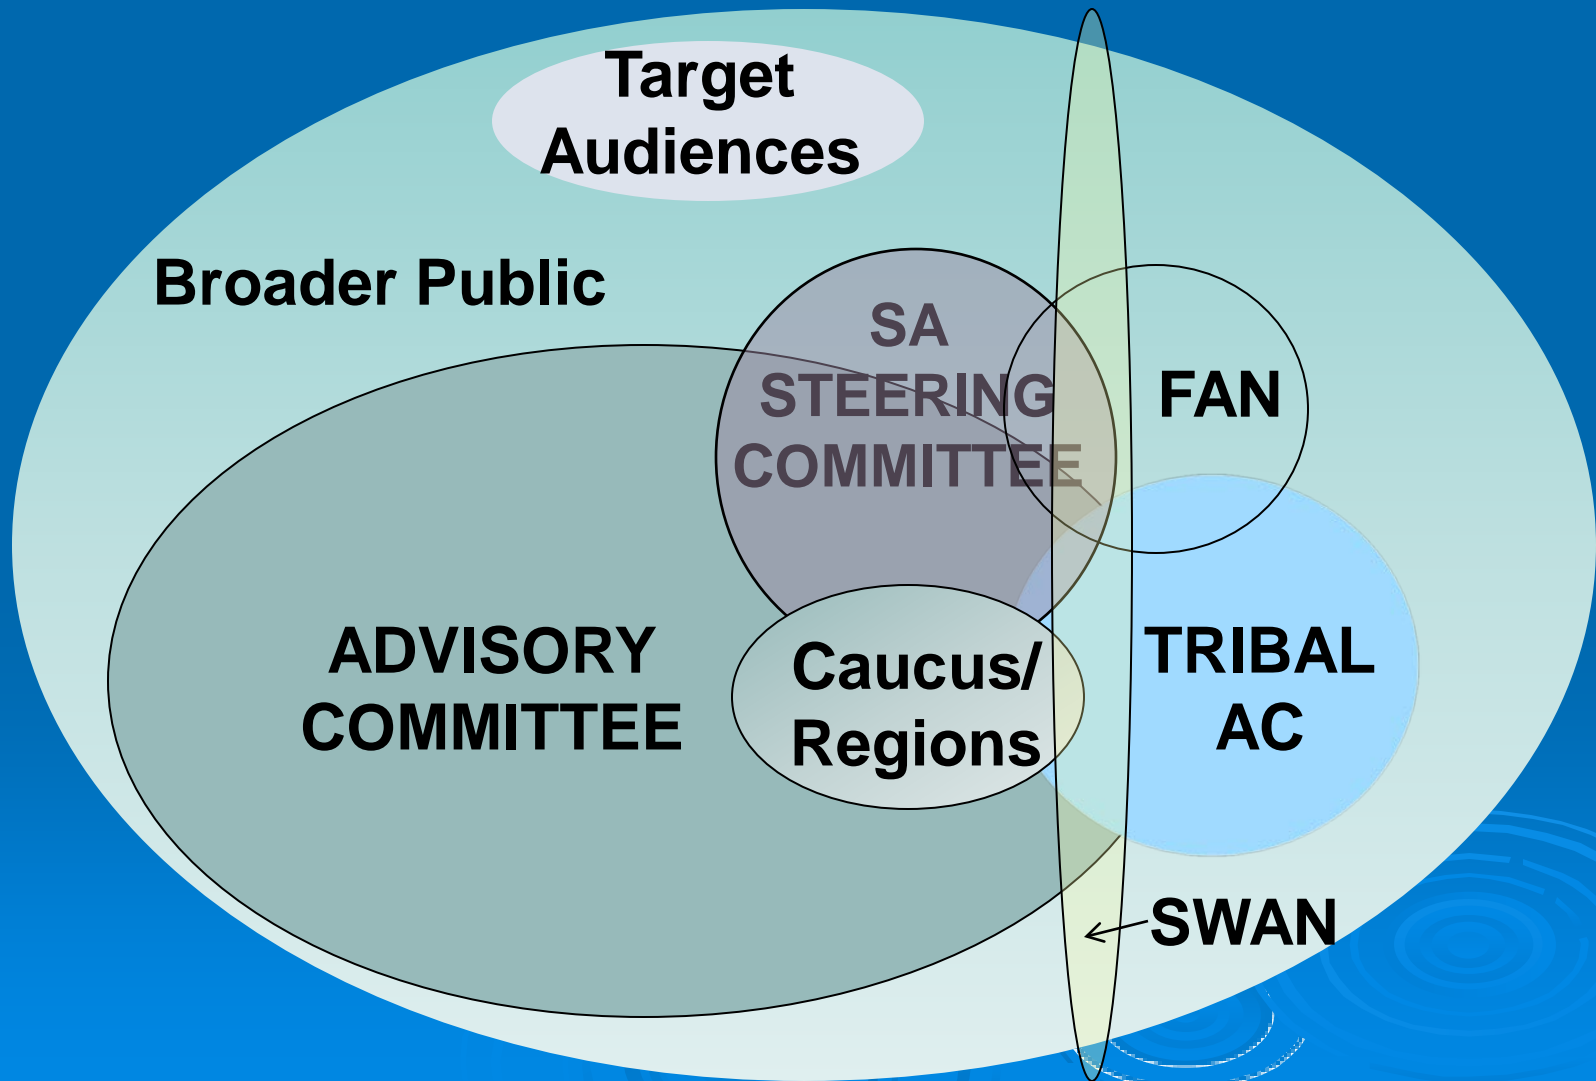 Target
Audiences
Broader Public
SA
STEERING
COMMITTEE
FAN
ADVISORY
COMMITTEE
Caucus/
Regions
TRIBAL
AC
SWAN